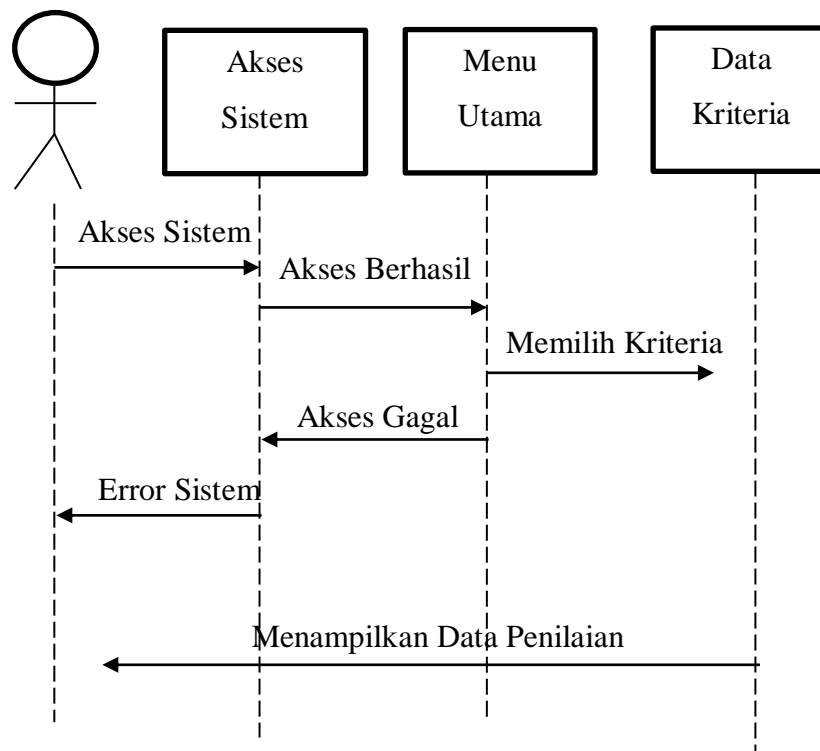 Akses
Sistem
Menu
Utama
Data
Kriteria
Akses Sistem
Akses Berhasil
Memilih Kriteria
Akses Gagal
Error Sistem
Menampilkan Data Penilaian